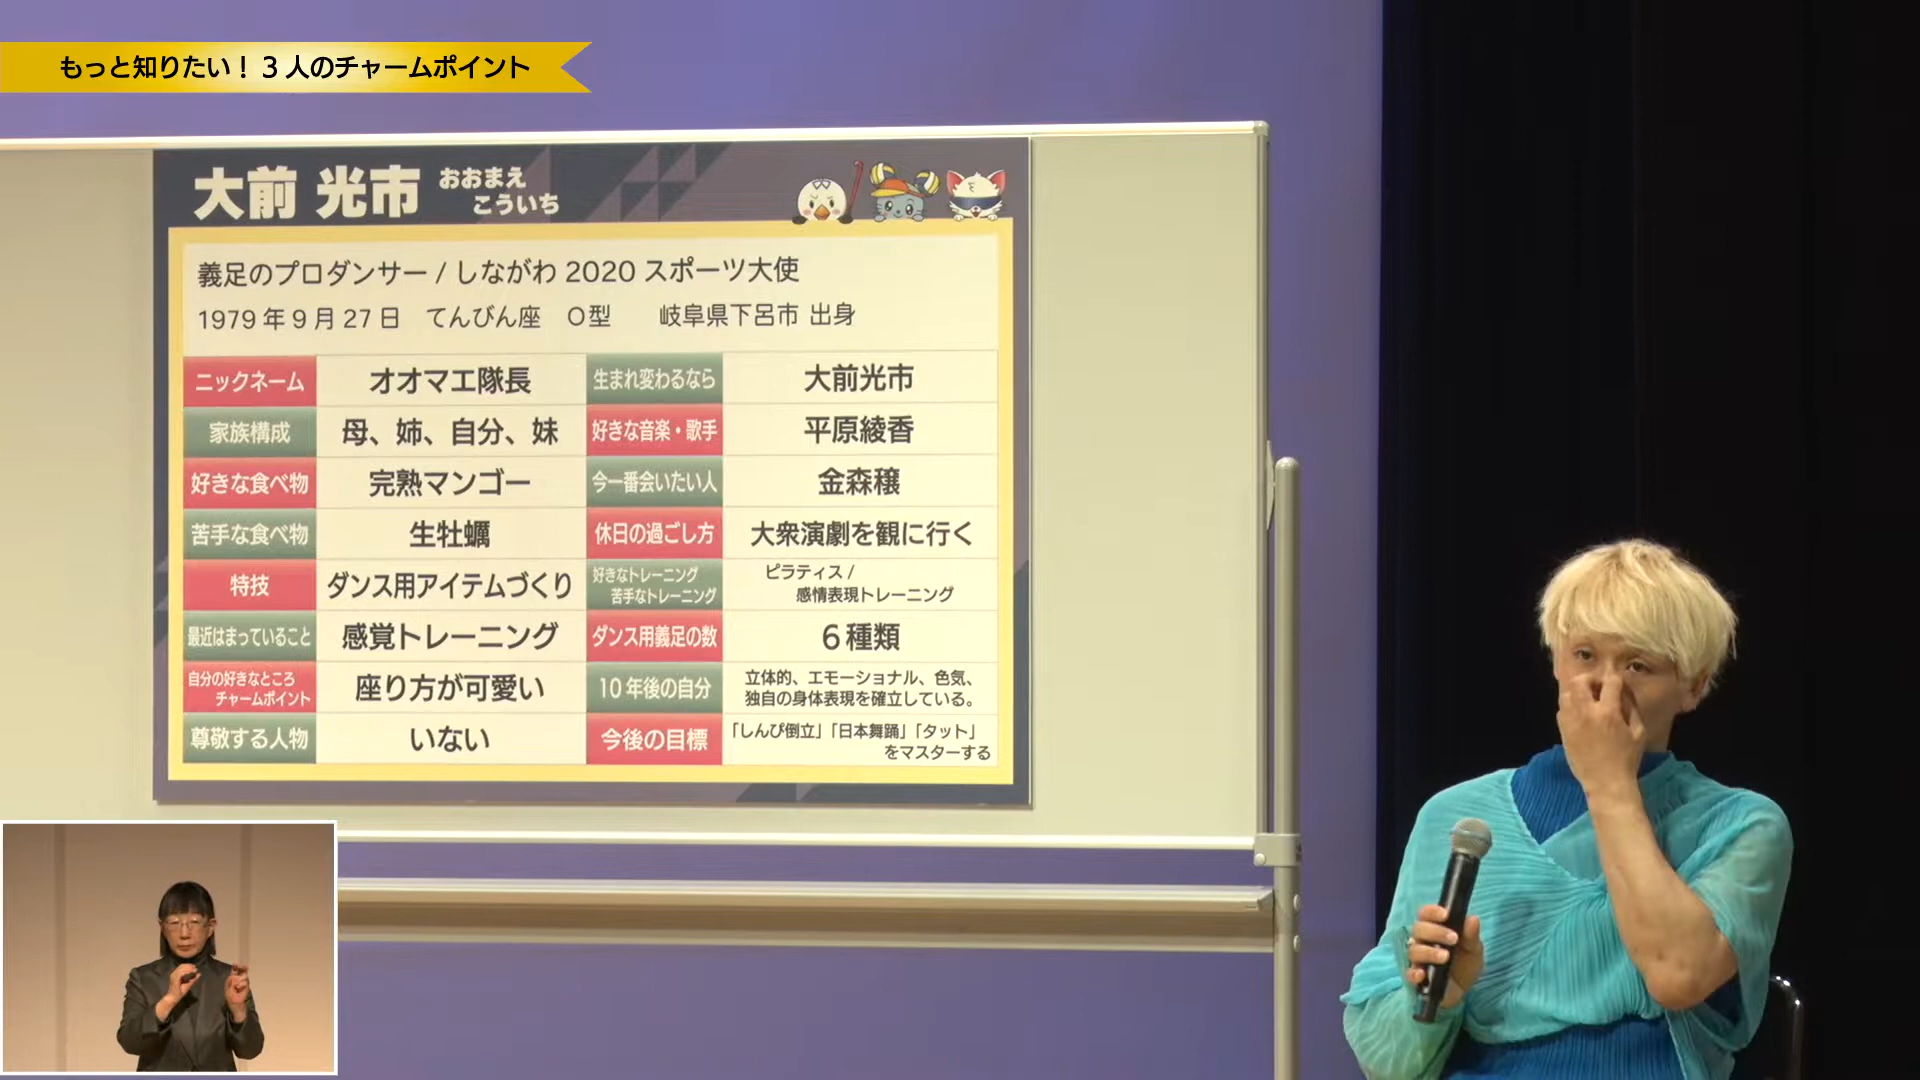 もっと知りたい！３人のチャームポイント
大前 光市 おおまえ こういち
義足のプロダンサー / しながわ 2020 スポーツ大使
1979 年 9 月 27 日 てんびん座 O型 岐阜県下呂市 出身
ニックネーム オオマエ隊長 生まれ変わるなら 大前光市
家族構成 母、姉、自分、妹 好きな音楽・歌手 平原綾香
好きな食べ物 完熟マンゴー 今一番会いたい人 金森穣
苦手な食べ物 生牡蠣 休日の過ごし方 大衆演劇を観に行く
特技 ダンス用アイテムづくり 好きなトレーニング ピラティス /
苦手なトレーニング 感情表現トレーニング
最近はまっていること 感覚トレーニング ダンス用義足の数 ６種類
自分の好きなところ
チャームポイント 座り方が可愛い 10 年後の自分 立体的、エモーショナル、色気、
独自の身体表現を確立している。
尊敬する人物 いない 今後の目標 「しんぴ倒立」「日本舞踊」「タット」
をマスターする